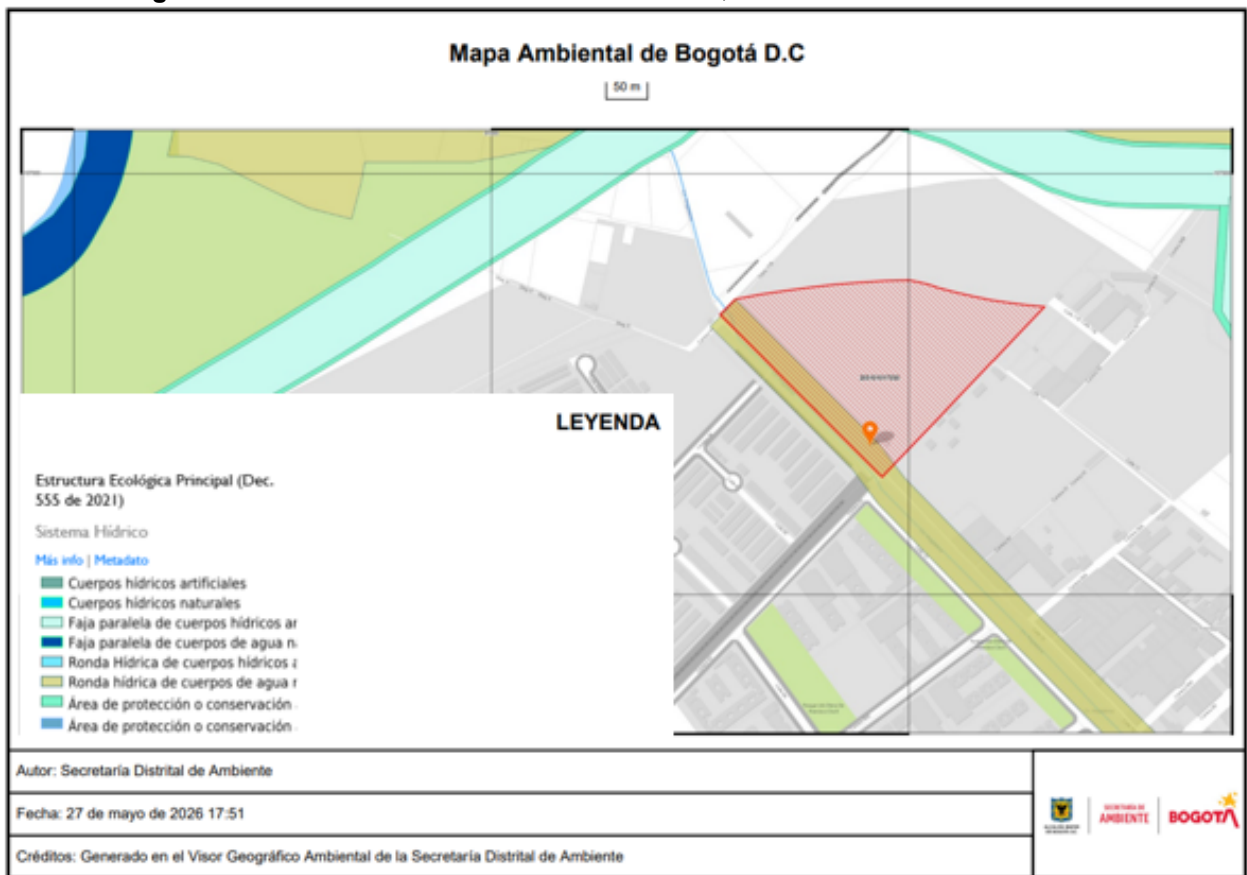 Mapa Ambiental de Bogotá D.C
50 m
LEYENDA
Estructura Ecológica Principal (Dec.
555 de 2021)
Sistema Hídrico
Más info | Metadato
Cuerpos hídricos artificiales
Cuerpos hídricos naturales
Faja paralela de cuerpos hídricos ar
Faja paralela de cuerpos de agua n
Ronda Hídrica de cuerpos hídricos a
Ronda hídrica de cuerpos de agua r
Área de protección o conservación
Área de protección o conservación
Autor: Secretaría Distrital de Ambiente
Fecha: 27 de mayo de 2026 17:51
Créditos: Generado en el Visor Geográfico Ambiental de la Secretaría Distrital de Ambiente
SECRETARÍA DE
AMBIENTE
BOGOTÁ